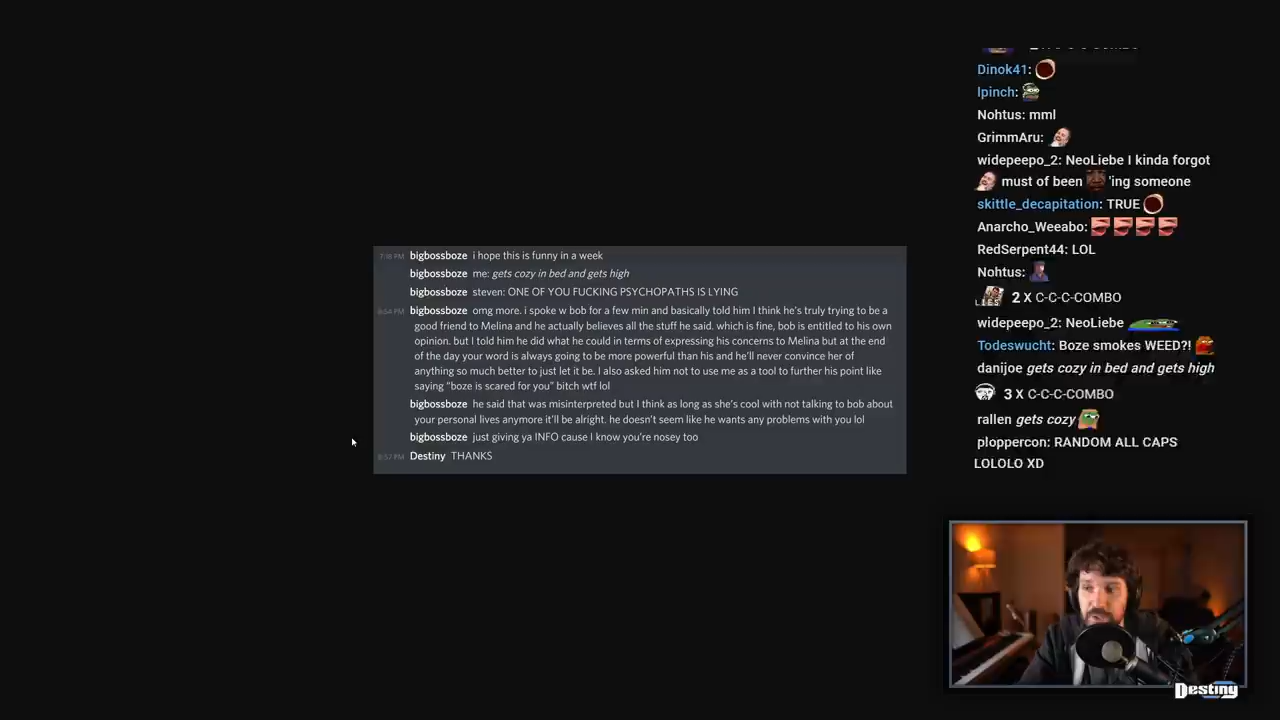 Dinok41:
lpinch:
Nohtus: mml
GrimmAru:
widepeepo_2: NeoLiebe I kinda forgot
must of been 'ing someone
skittle_decapitation: TRUE
Anarcho_Weeabo:
RedSerpent44: LOL
Nohtus:
2 X C-C-C-COMBO
widepeepo_2: NeoLiebe
Todeswucht: Boze smokes WEED?!
danijoe gets cozy in bed and gets high
3 X C-C-C-COMBO
rallen gets cozy
ploppercon: RANDOM ALL CAPS
LOLOLO XD
7:18 PM bigbossboze i hope this is funny in a week
bigbossboze me: gets cozy in bed and gets high
bigbossboze steven: ONE OF YOU FUCKING PSYCHOPATHS IS LYING
bigbossboze omg more. i spoke w bob for a few min and basically told him I think he's truly trying to be a
good friend to Melina and he actually believes all the stuff he said. which is fine, bob is entitled to his own
opinion. but I told him he did what he could in terms of expressing his concerns to Melina but at the end
of the day your word is always going to be more powerful than his and he'll never convince her of
anything so much better to just let it be. I also asked him not to use me as a tool to further his point like
saying "boze is scared for you" bitch wtf lol
bigbossboze he said that was misinterpreted but I think as long as she's cool with not talking to bob about
your personal lives anymore it'll be alright. he doesn't seem like he wants any problems with you lol
bigbossboze just giving ya INFO cause I know you're nosey too
Destiny THANKS
Destiny